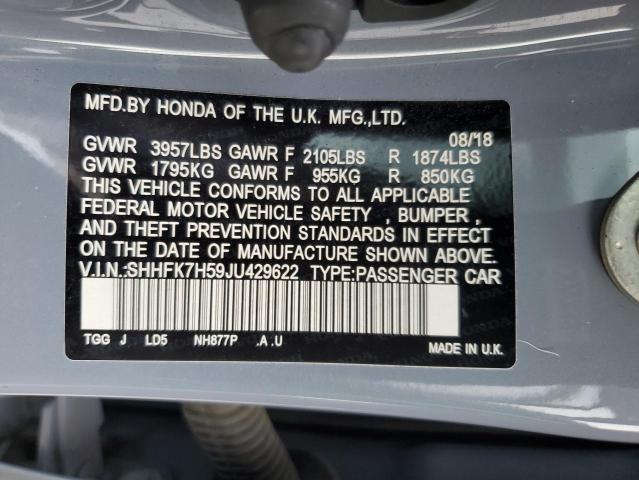 MFD.BY HONDA OF THE U.K. MFG.,LTD.
08/18
GVWR 3957LBS GAWR F 2105LBS R 1874LBS
GVWR 1795KG GAWR F 955KG R 850KG
THIS VEHICLE CONFORMS TO ALL APPLICABLE
FEDERAL MOTOR VEHICLE SAFETY , BUMPER ,
AND THEFT PREVENTION STANDARDS IN EFFECT
ON THE DATE OF MANUFACTURE SHOWN ABOVE.
V.I.N.:SHHFK7H59JU429622 TYPE:PASSENGER CAR
TGG J LD5 NH877P .A .U
MADE IN U.K.